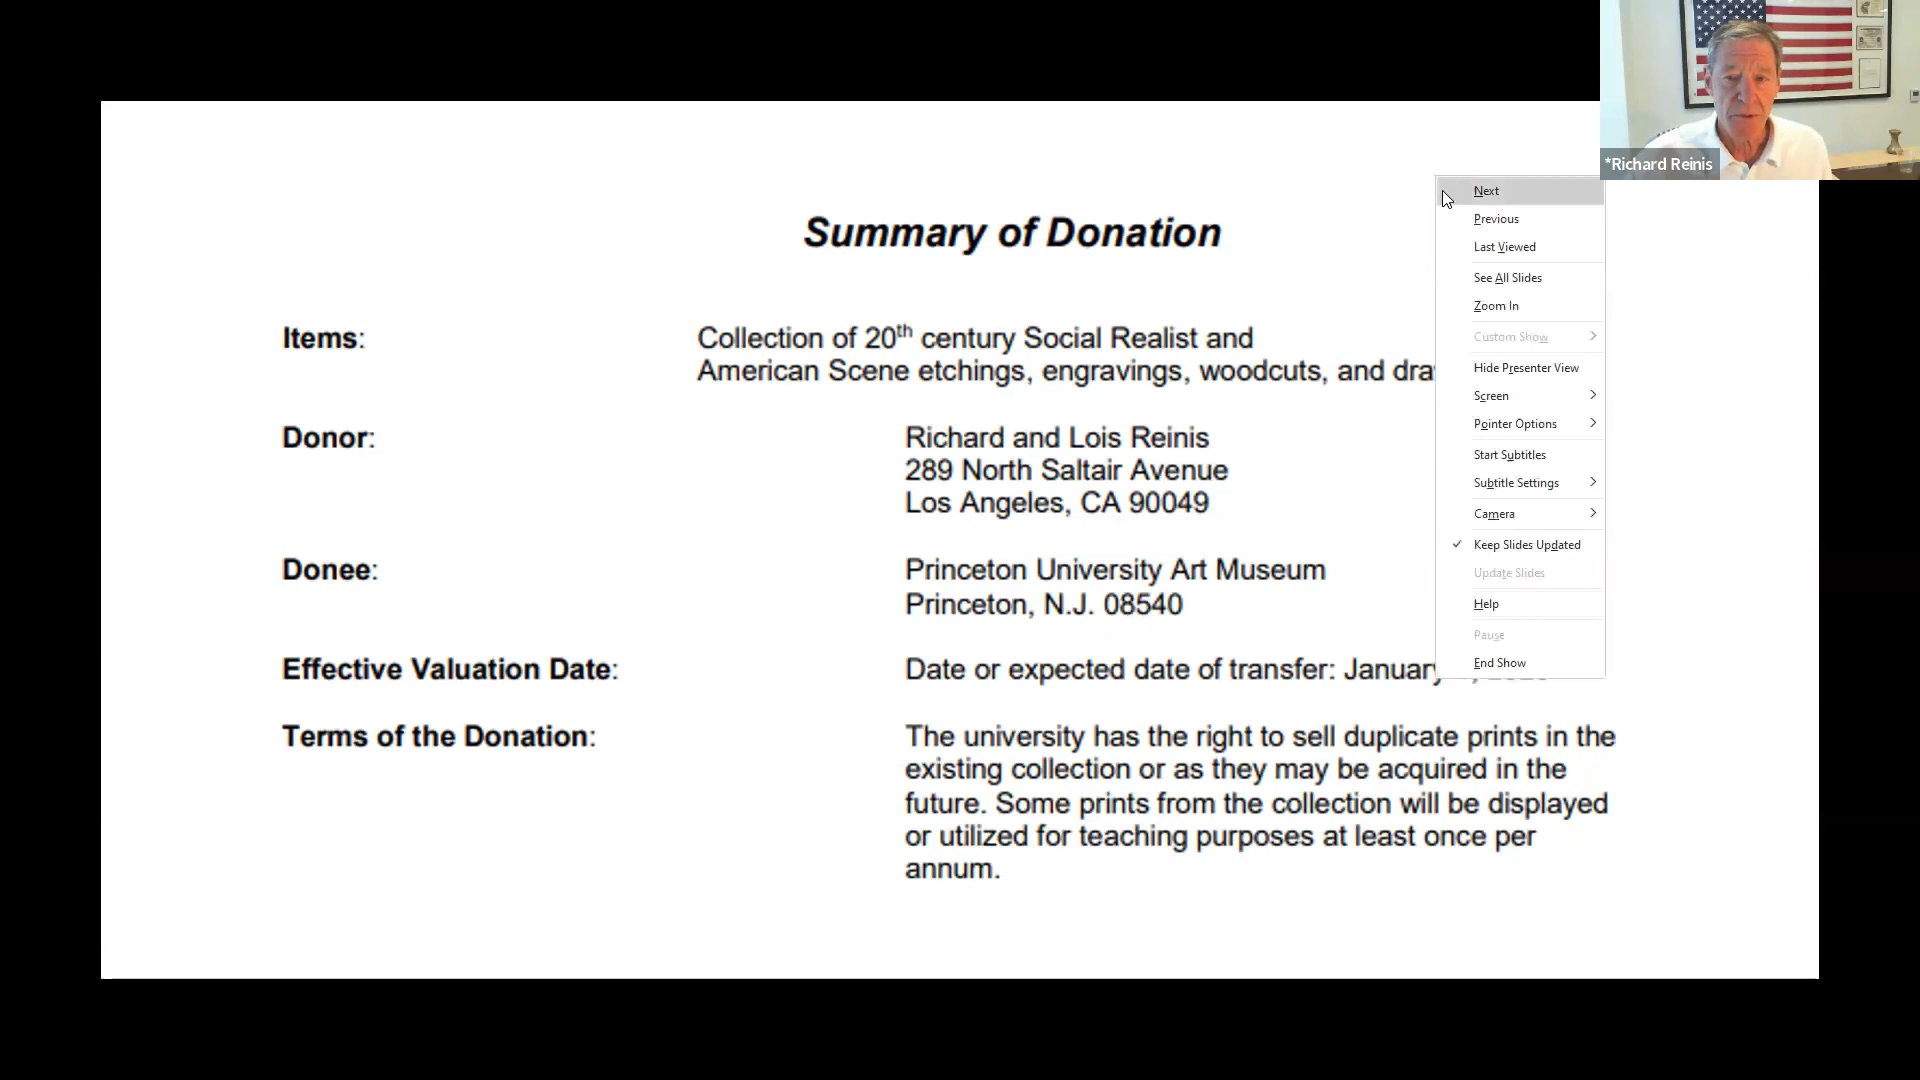 *Richard Reinis
Summary of Donation
Items:
Collection of 20th century Social Realist and
American Scene etchings, engravings, woodcuts, and
Donor:
Richard and Lois Reinis
289 North Saltair Avenue
Los Angeles, CA 90049
Donee:
Princeton University Art Museum
Princeton, N.J. 08540
Effective Valuation Date:
Date or expected date of transfer: January
Terms of the Donation:
The university has the right to sell duplicate prints in the
existing collection or as they may be acquired in the
future. Some prints from the collection will be displayed
or utilized for teaching purposes at least once per
annum.
Next
Previous
Last Viewed
See All Slides
Zoom In
Custom Show
Hide Presenter View
Screen
Pointer Options
Start Subtitles
Subtitle Settings
Camera
Keep Slides Updated
Update Slides
Help
Pause
End Show